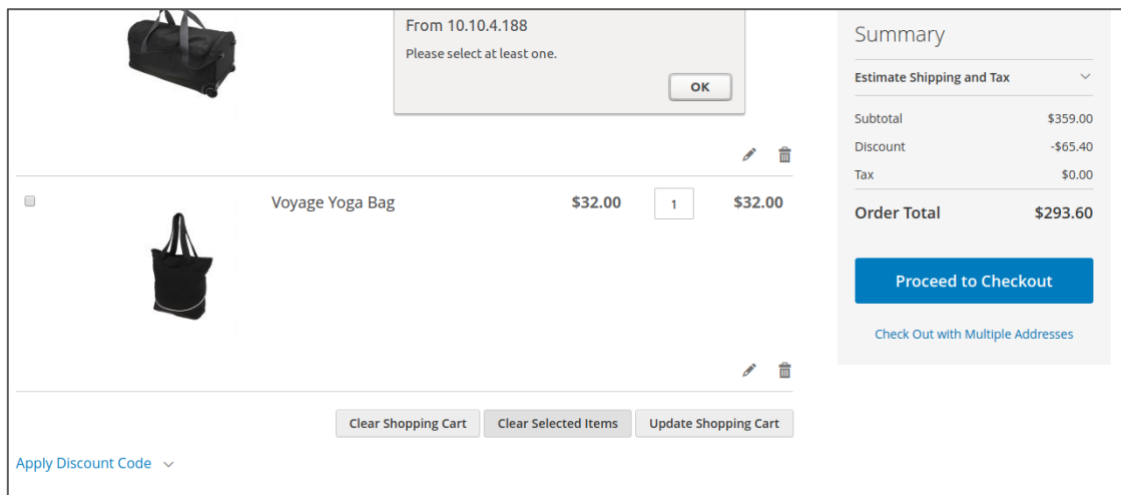 From 10.10.4.188
Please select at least one.
OK
Voyage Yoga Bag $32.00 1 $32.00
Clear Shopping Cart Clear Selected Items Update Shopping Cart
Apply Discount Code
Summary
Estimate Shipping and Tax
Subtotal $359.00
Discount -$65.40
Tax $0.00
Order Total $293.60
Proceed to Checkout
Check Out with Multiple Addresses